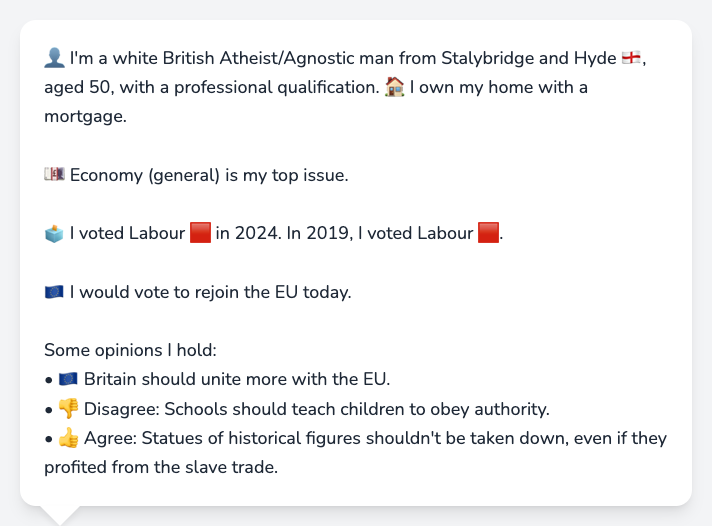 👤 I'm a white British Atheist/Agnostic man from Stalybridge and Hyde 🏴󠁧󠁢󠁥󠁮󠁧󠁿,
aged 50, with a professional qualification. 🏠 I own my home with a
mortgage.
💷 Economy (general) is my top issue.
🗳️ I voted Labour 🟥 in 2024. In 2019, I voted Labour 🟥.
🇪🇺 I would vote to rejoin the EU today.
Some opinions I hold:
• 🇪🇺 Britain should unite more with the EU.
• 👎 Disagree: Schools should teach children to obey authority.
• 👍 Agree: Statues of historical figures shouldn't be taken down, even if they
profited from the slave trade.